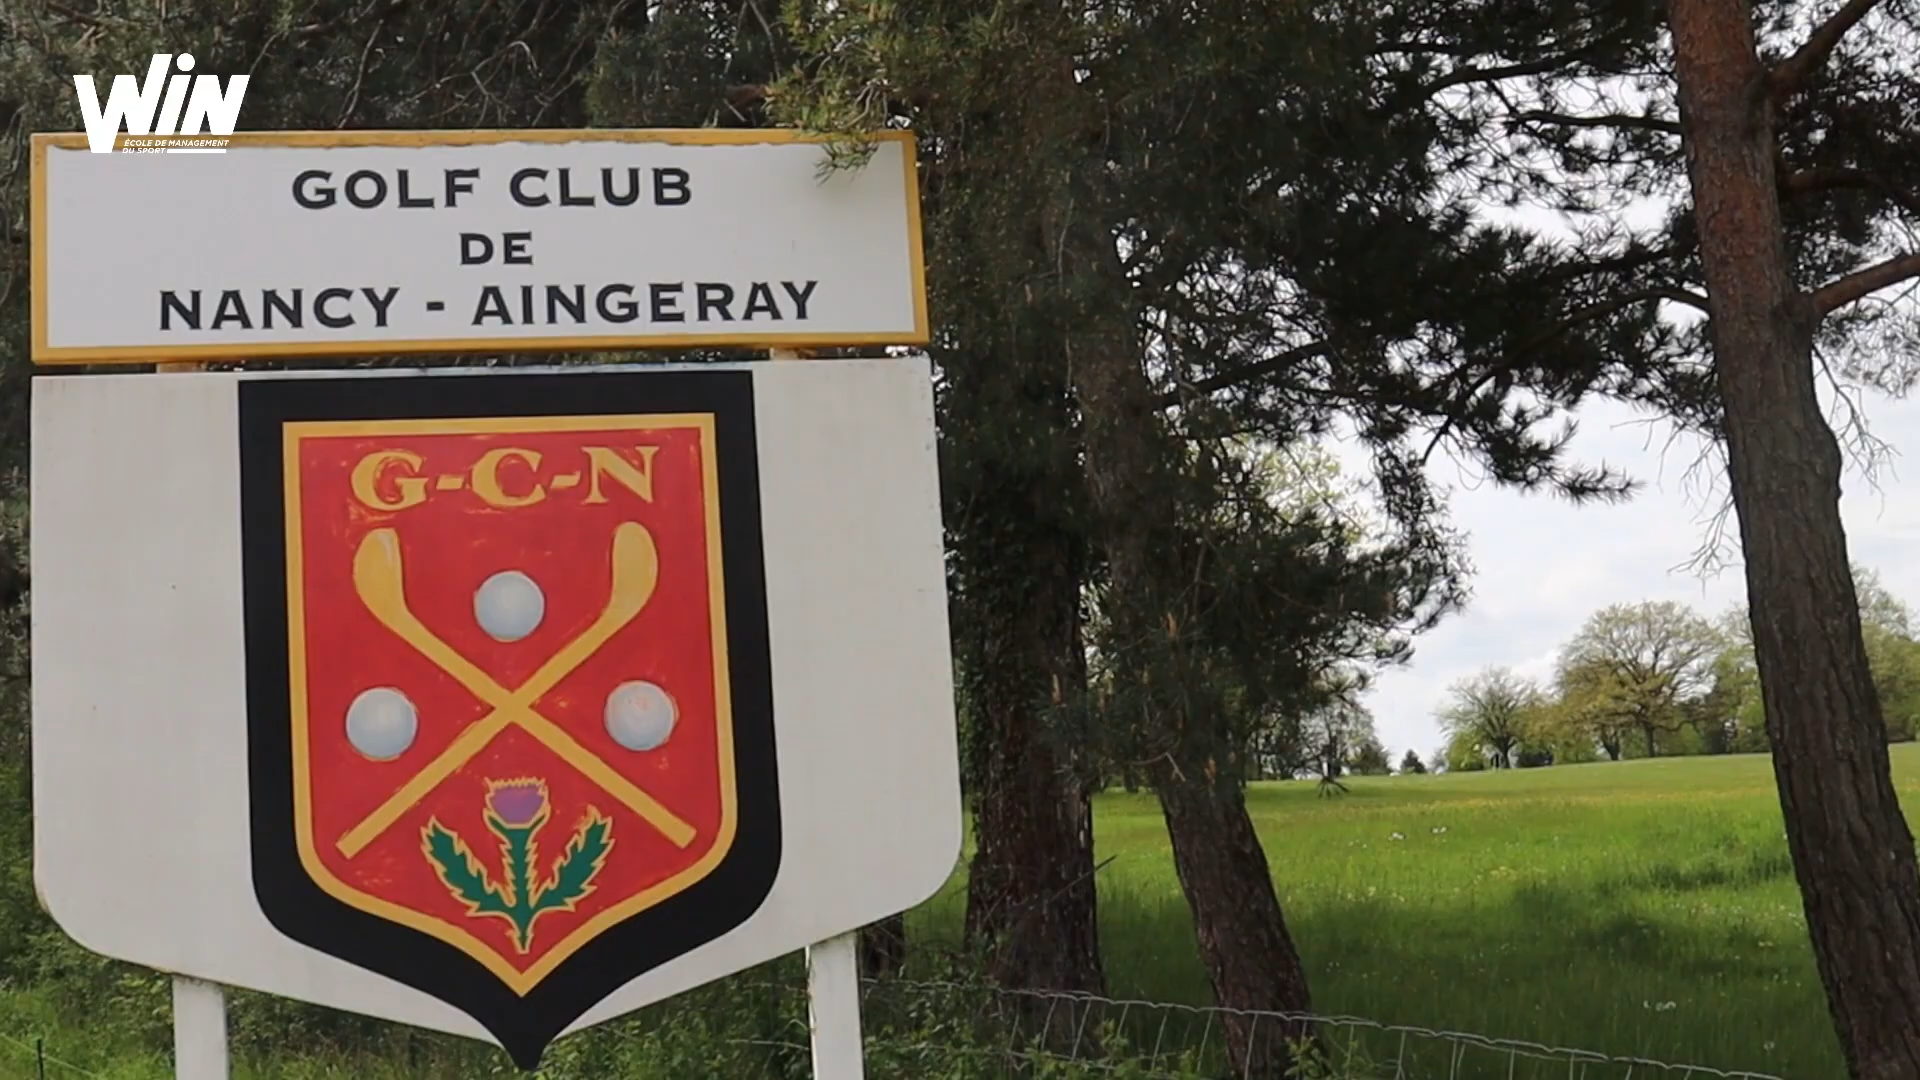 WIN
ÉCOLE DE MANAGEMENT
DU SPORT
GOLF CLUB
DE
NANCY - AINGERAY
G-C-N